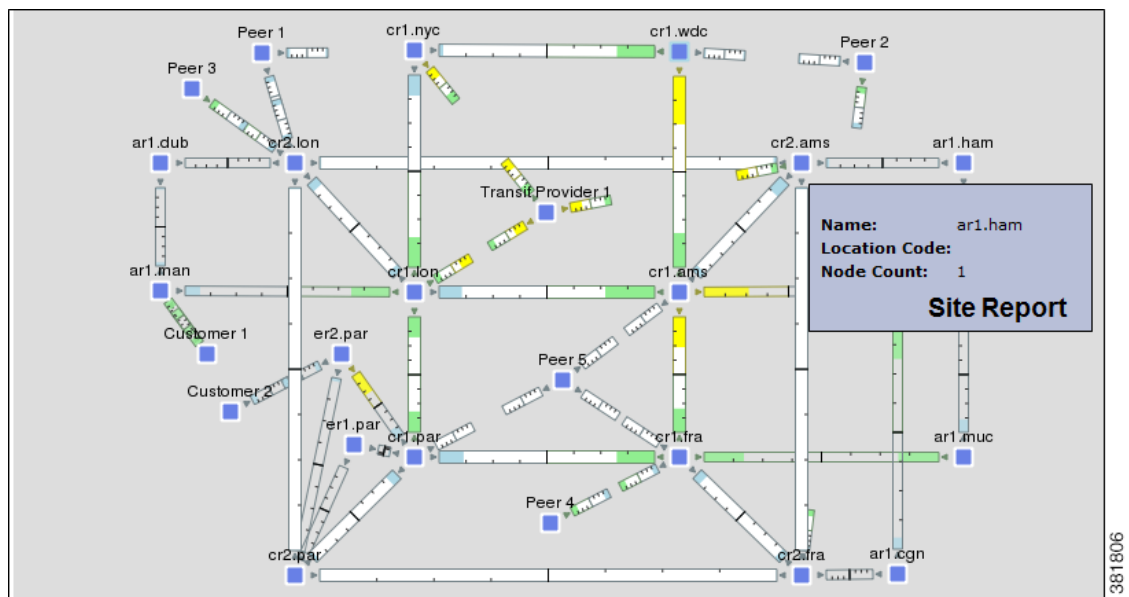 Peer 1
cr1.nyc
cr1.wdc
Peer 2
Peer 3
ar1.dub
cr2.lon
cr2.ams
ar1.ham
Transit Provider 1
Name: ar1.ham
Location Code:
Node Count: 1
Site Report
ar1.man
cr1.lon
cr1.ams
Customer 1
er2.par
Peer 5
Customer 2
er1.par
cr1.par
cr1.fra
ar1.muc
Peer 4
cr2.par
cr2.fra
ar1.cgn
381806